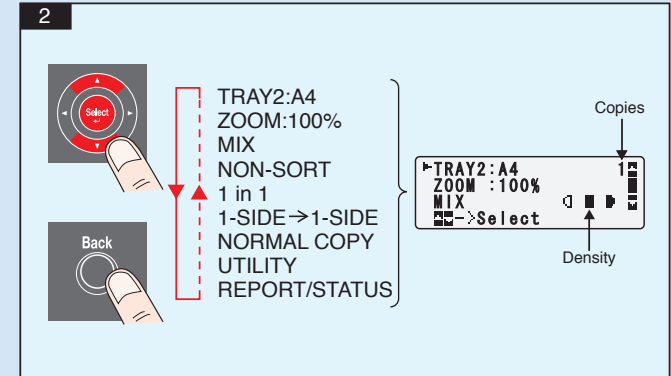 2
Select
Back
TRAY2:A4
ZOOM:100%
MIX
NON-SORT
1 in 1
1-SIDE→1-SIDE
NORMAL COPY
UTILITY
REPORT/STATUS
Copies
TRAY2:A4 1
ZOOM :100%
MIX
->Select
Density